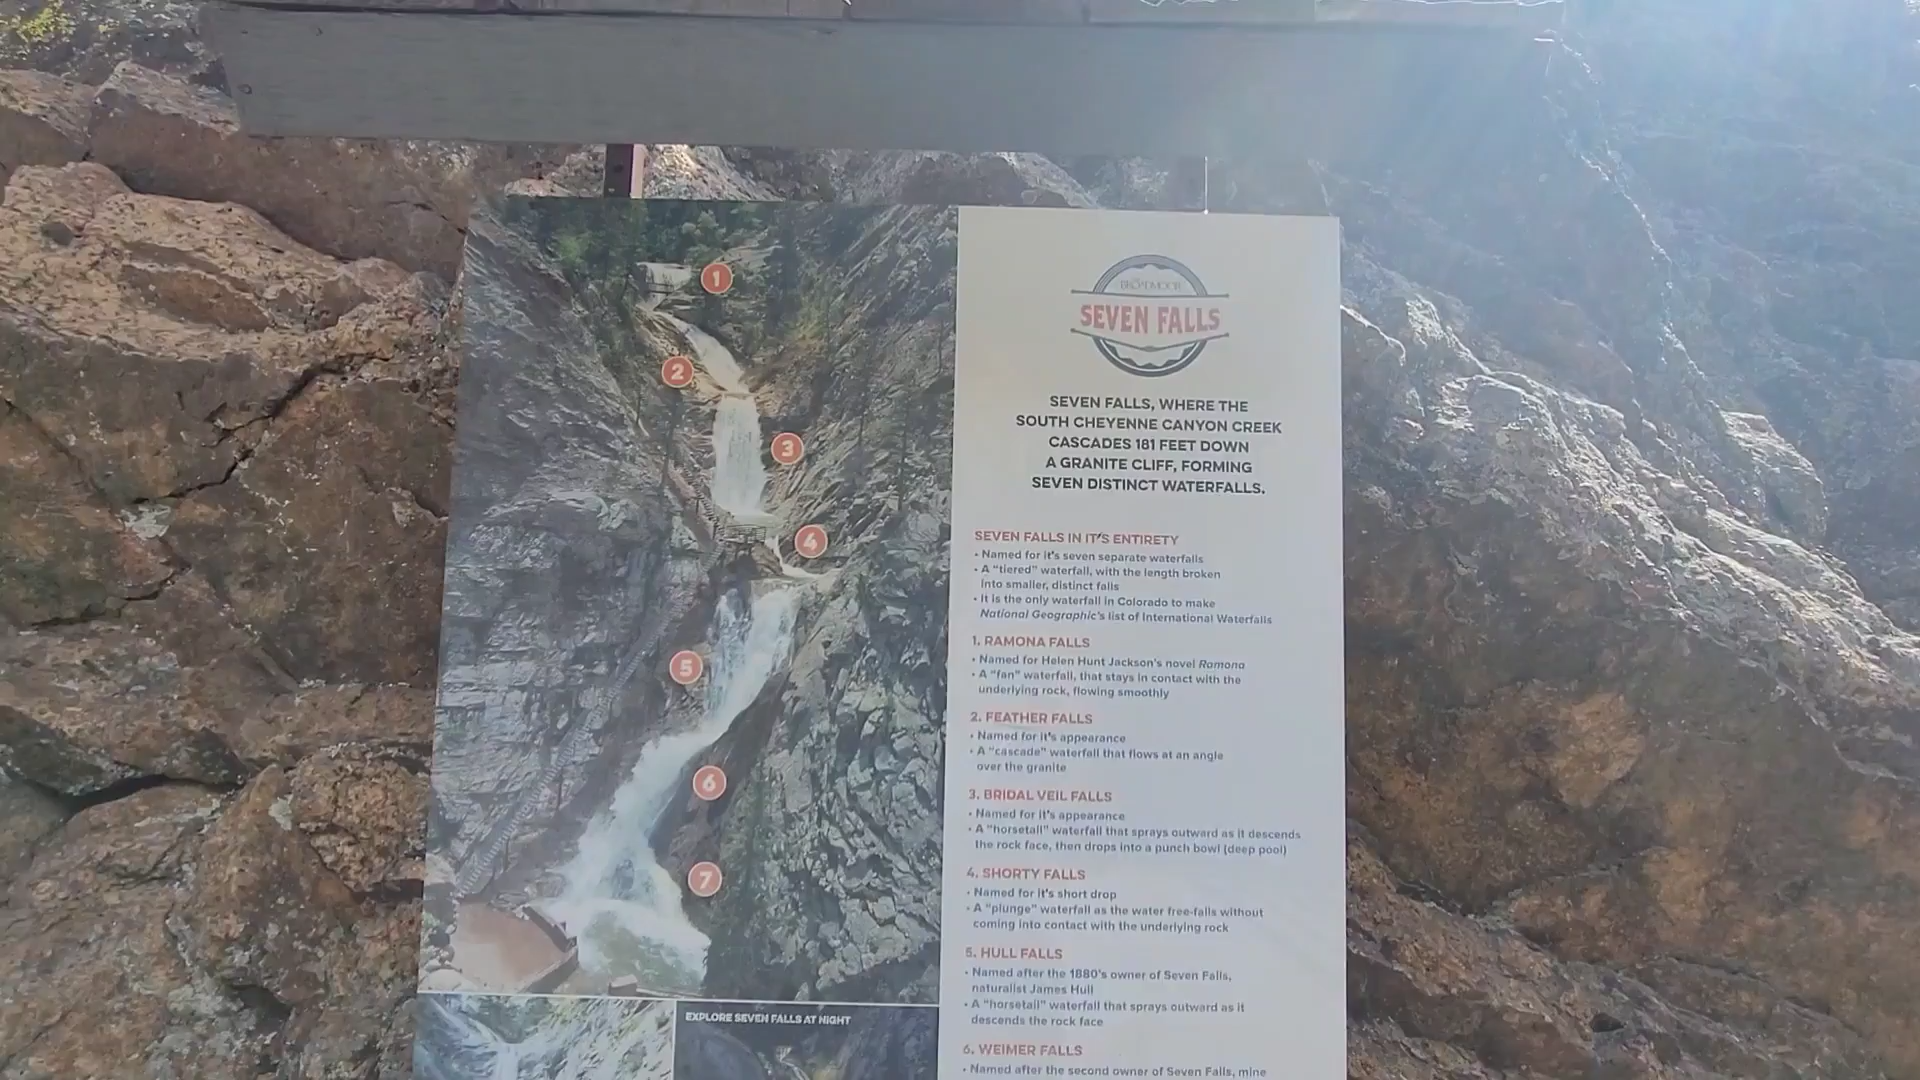 1
2
3
4
5
6
7
EXPLORE SEVEN FALLS AT NIGHT
BROADMOOR
SEVEN FALLS
SEVEN FALLS, WHERE THE
SOUTH CHEYENNE CANYON CREEK
CASCADES 181 FEET DOWN
A GRANITE CLIFF, FORMING
SEVEN DISTINCT WATERFALLS.
SEVEN FALLS IN IT'S ENTIRETY
• Named for it's seven separate waterfalls
• A "tiered" waterfall, with the length broken
into smaller, distinct falls
• It is the only waterfall in Colorado to make
National Geographic's list of International Waterfalls
1. RAMONA FALLS
• Named for Helen Hunt Jackson's novel Ramona
• A "fan" waterfall, that stays in contact with the
underlying rock, flowing smoothly
2. FEATHER FALLS
• Named for it's appearance
• A "cascade" waterfall that flows at an angle
over the granite
3. BRIDAL VEIL FALLS
• Named for it's appearance
• A "horsetail" waterfall that sprays outward as it descends
the rock face, then drops into a punch bowl (deep pool)
4. SHORTY FALLS
• Named for it's short drop
• A "plunge" waterfall as the water free-falls without
coming into contact with the underlying rock
5. HULL FALLS
• Named after the 1880's owner of Seven Falls,
naturalist James Hull
• A "horsetail" waterfall that sprays outward as it
descends the rock face
6. WEIMER FALLS
• Named after the second owner of Seven Falls, mine